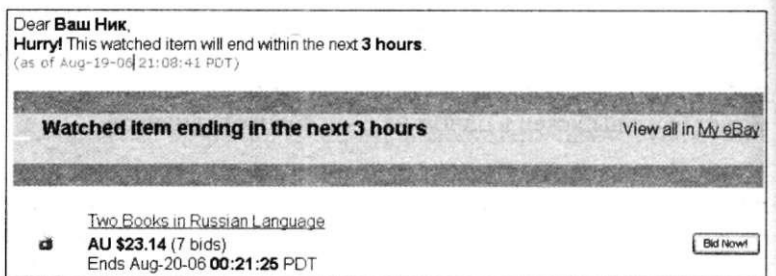 Dear Ваш Ник,
Hurry! This watched item will end within the next 3 hours.
(as of Aug-19-06 21:08:41 PDT)
Watched item ending in the next 3 hours View all in My eBay
Two Books in Russian Language
AU $23.14 (7 bids) Bid Now!
Ends Aug-20-06 00:21:25 PDT